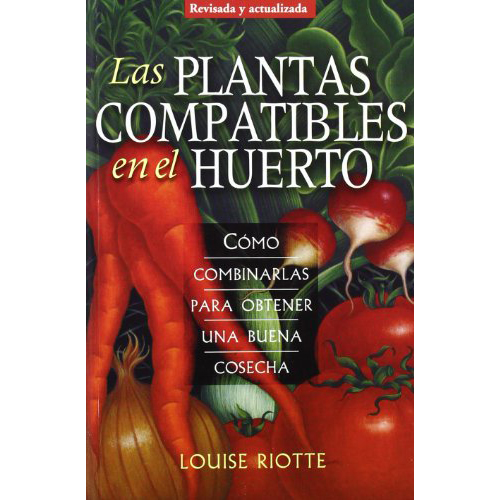 Revisada y actualizada
Las PLANTAS
COMPATIBLES
en el HUERTO
CÓMO
COMBINARLAS
PARA OBTENER
UNA BUENA
COSECHA
LOUISE RIOTTE